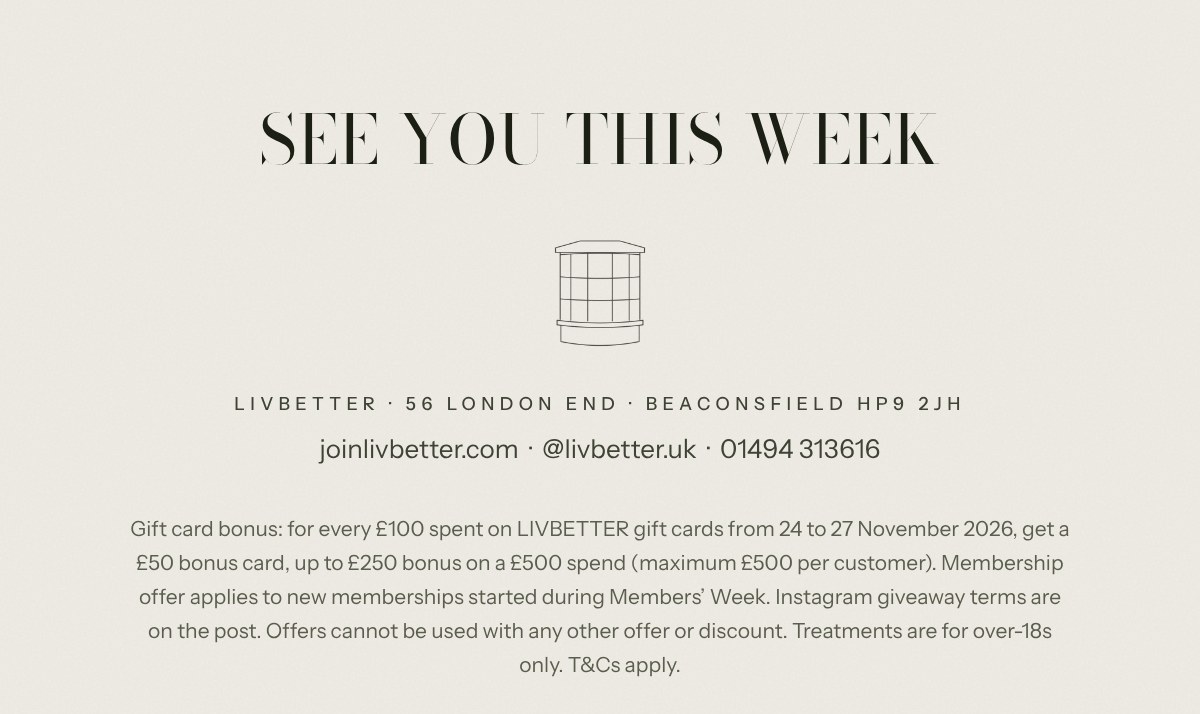 SEE YOU THIS WEEK
LIVBETTER · 56 LONDON END · BEACONSFIELD HP9 2JH
joinlivbetter.com · @livbetter.uk · 01494 313616
Gift card bonus: for every £100 spent on LIVBETTER gift cards from 24 to 27 November 2026, get a
£50 bonus card, up to £250 bonus on a £500 spend (maximum £500 per customer). Membership
offer applies to new memberships started during Members’ Week. Instagram giveaway terms are
on the post. Offers cannot be used with any other offer or discount. Treatments are for over-18s
only. T&Cs apply.